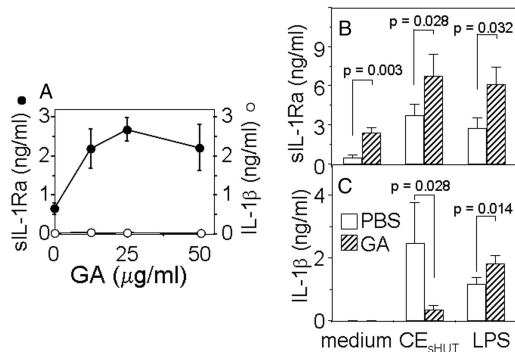 A
sIL-1Ra (ng/ml)
IL-1β (ng/ml)
3
2
1
0
3
2
1
0
0
25
50
GA (μg/ml)
B
sIL-1Ra (ng/ml)
9
6
3
0
p = 0.003
p = 0.028
p = 0.032
C
IL-1β (ng/ml)
4
2
0
p = 0.028
p = 0.014
PBS
GA
medium CEsHUT LPS